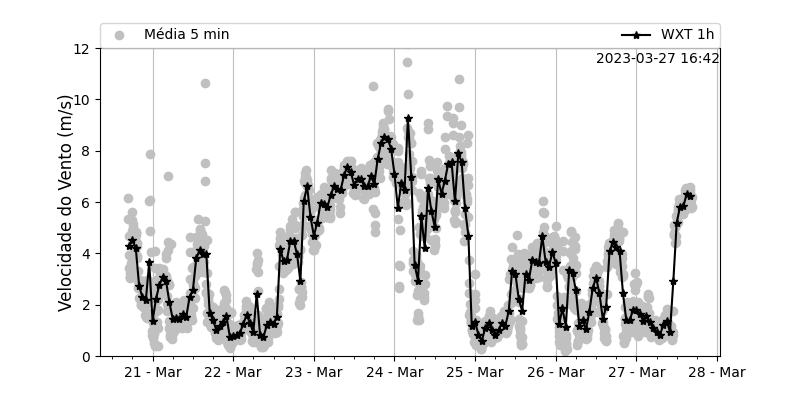 Média 5 min
WXT 1h
2023-03-27 16:42
Velocidade do Vento (m/s)
12
10
8
6
4
2
0
21 - Mar
22 - Mar
23 - Mar
24 - Mar
25 - Mar
26 - Mar
27 - Mar
28 - Mar